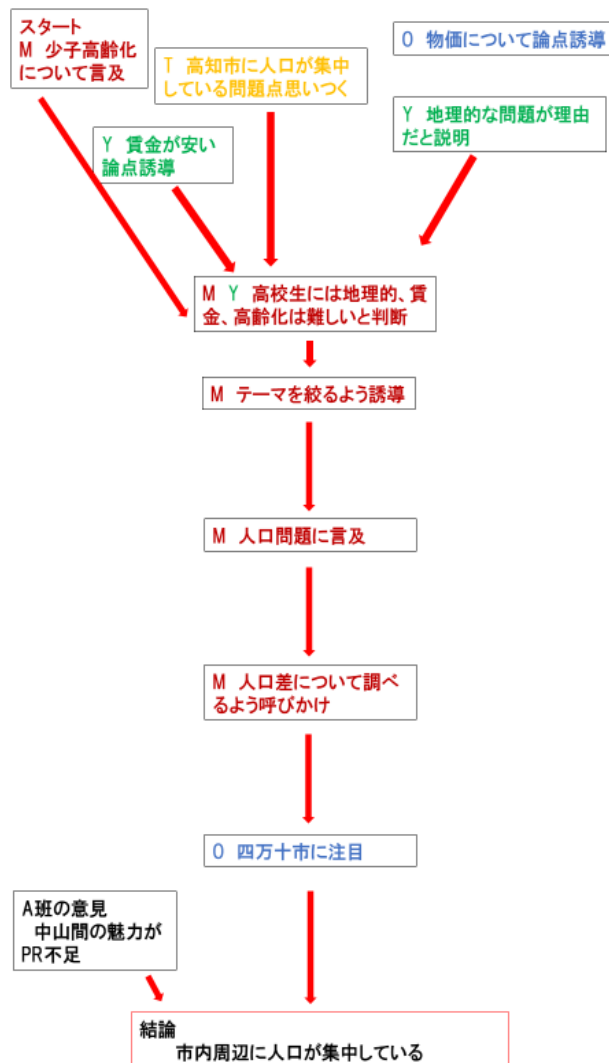 スタート
M 少子高齢化
について言及
T 高知市に人口が集中
している問題点思いつく
O 物価について論点誘導
Y 賃金が安い
論点誘導
Y 地理的な問題が理由
だと説明
M Y 高校生には地理的、賃
金、高齢化は難しいと判断
M テーマを絞るよう誘導
M 人口問題に言及
M 人口差について調べ
るよう呼びかけ
O 四万十市に注目
A班の意見
中山間の魅力が
PR不足
結論
市内周辺に人口が集中している